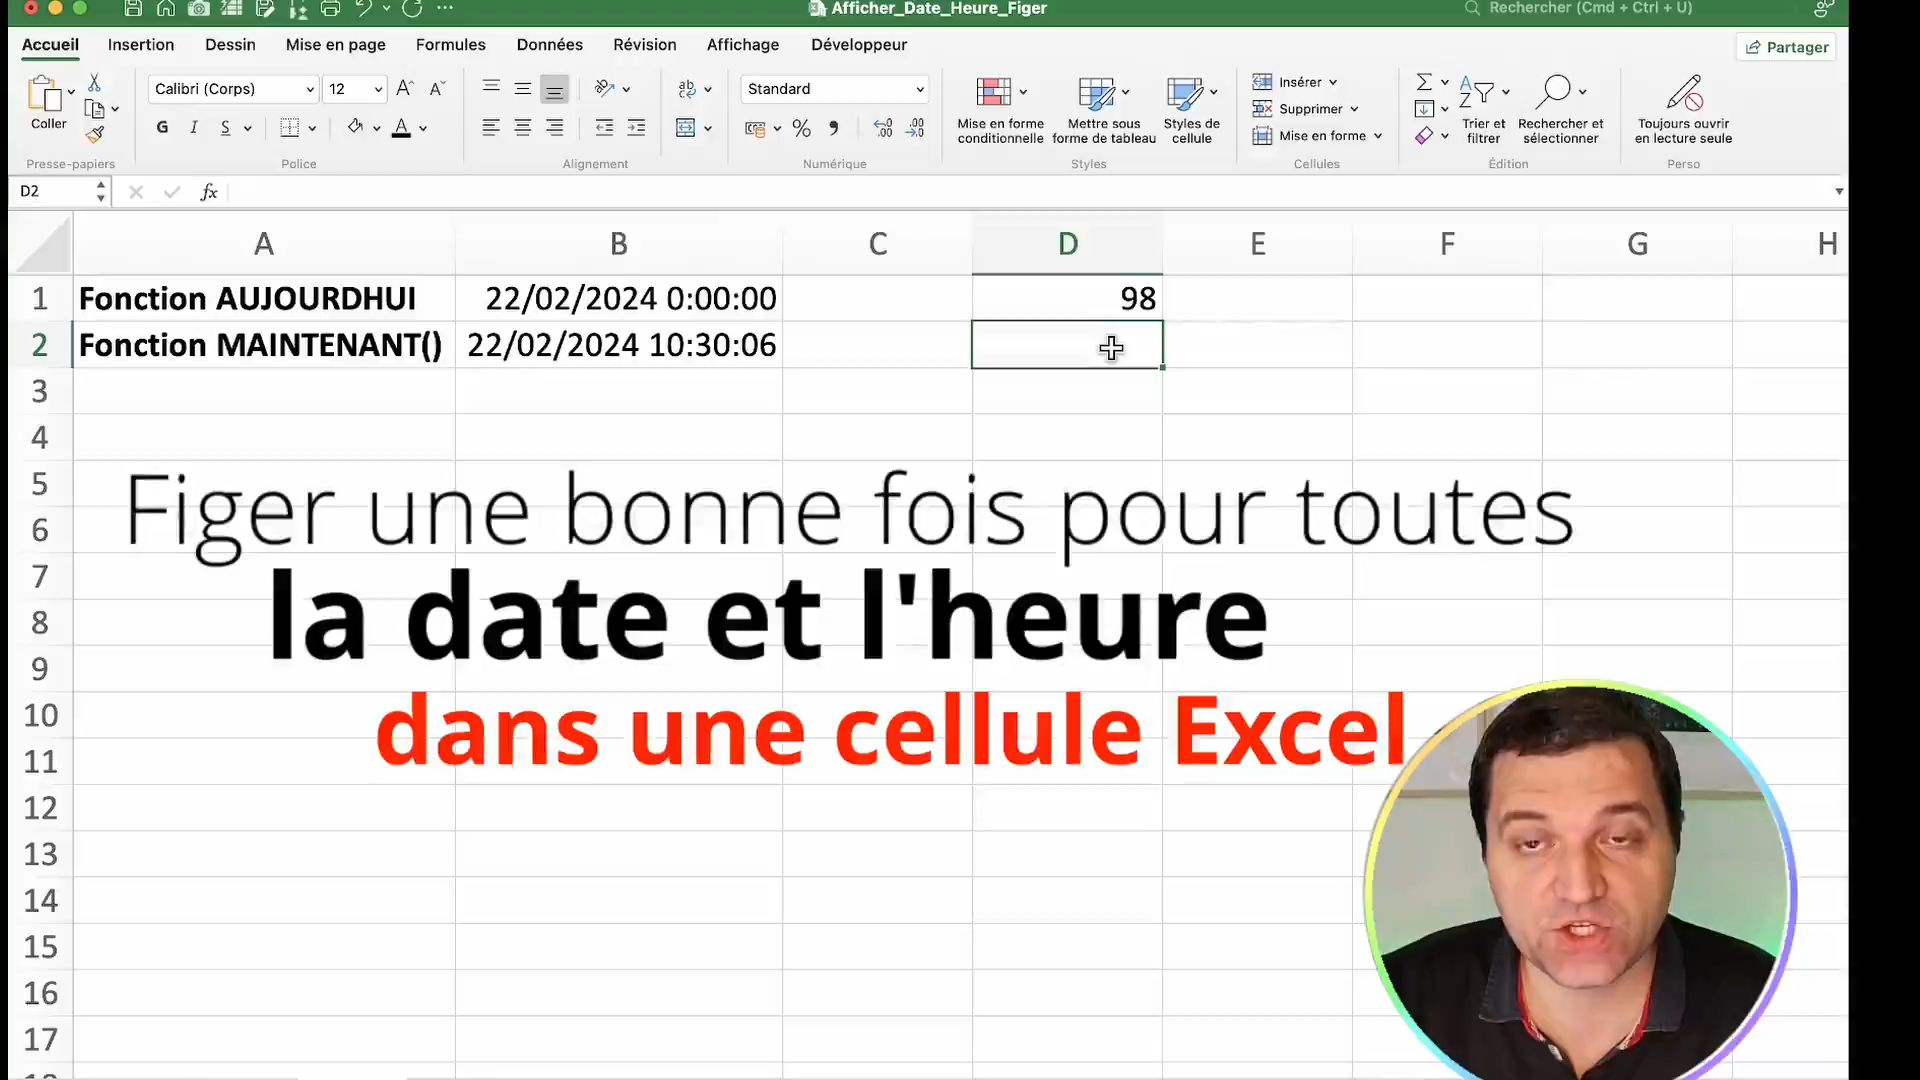 Afficher_Date_Heure_Figer
Rechercher (Cmd + Ctrl + U)
Accueil Insertion Dessin Mise en page Formules Données Révision Affichage Développeur
Partager
Calibri (Corps) 12
Standard
Coller
G I S
Mise en forme conditionnelle
Mettre sous forme de tableau
Styles de cellule
Insérer
Supprimer
Mise en forme
Trier et filtrer
Rechercher et sélectionner
Toujours ouvrir en lecture seule
Presse-papiers Police Alignement Numérique Styles Cellules Édition Perso
D2 fx
A B C D E F G H
1 Fonction AUJOURDHUI 22/02/2024 0:00:00 98
2 Fonction MAINTENANT() 22/02/2024 10:30:06
3
4
5
6
7
8
9
10
11
12
13
14
15
16
17
Figer une bonne fois pour toutes
la date et l'heure
dans une cellule Excel